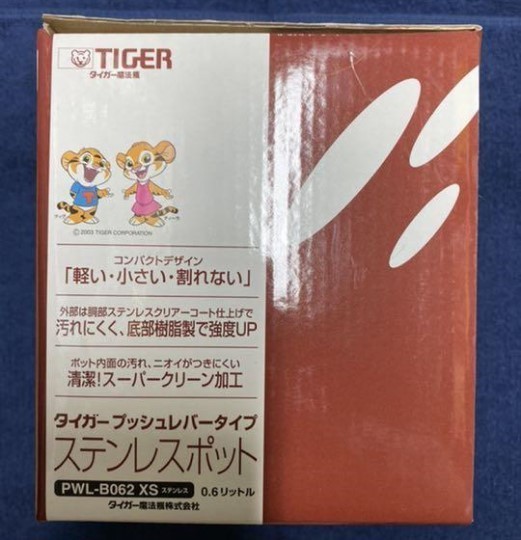 TIGER
タイガー魔法瓶
©2003 TIGER CORPORATION
コンパクトデザイン
「軽い・小さい・割れない」
外部は胴部ステンレスクリアーコート仕上げで
汚れにくく、底部樹脂製で強度UP
ポット内面の汚れ、ニオイがつきにくい
清潔!スーパークリーン加工
タイガー プッシュレバータイプ
ステンレスポット
PWL-B062 XS ステンレス 0.6リットル
タイガー魔法瓶株式会社